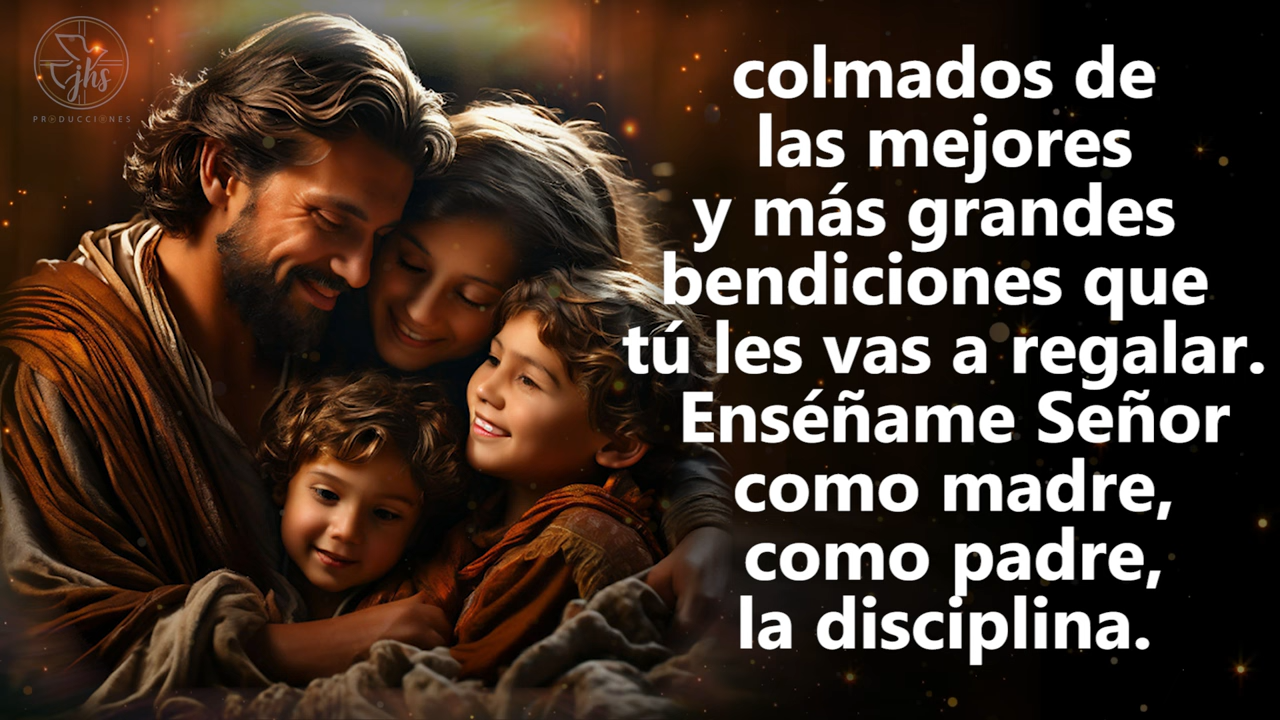 jhs
PRODUCCIONES
colmados de
las mejores
y más grandes
bendiciones que
tú les vas a regalar.
Enséñame Señor
como madre,
como padre,
la disciplina.